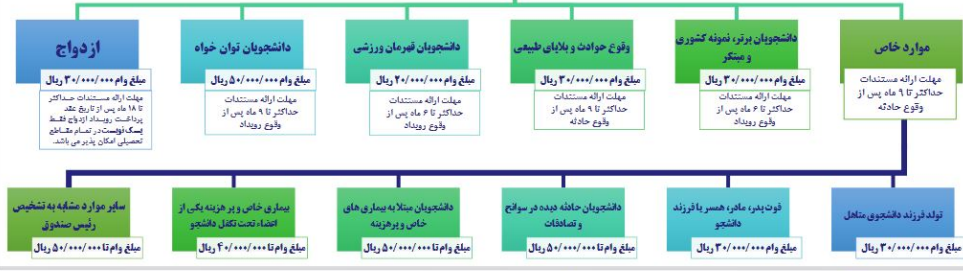 موارد خاص
مهلت ارائه مستندات
حداکثر تا ۹ ماه پس از
وقوع حادثه
دانشجویان برتر، نمونه کشوری
و مبتکر
مبلغ وام ۳۰/۰۰۰/۰۰۰ ریال
مهلت ارائه مستندات
حداکثر تا ۶ ماه پس از
وقوع رویداد
وقوع حوادث و بلایای طبیعی
مبلغ وام ۳۰/۰۰۰/۰۰۰ ریال
مهلت ارائه مستندات
حداکثر تا ۹ ماه پس از
وقوع حادثه
دانشجویان قهرمان ورزشی
مبلغ وام ۲۰/۰۰۰/۰۰۰ ریال
مهلت ارائه مستندات
حداکثر تا ۶ ماه پس از
وقوع رویداد
دانشجویان توان خواه
مبلغ وام ۵۰/۰۰۰/۰۰۰ ریال
مهلت ارائه مستندات
حداکثر تا ۹ ماه پس از
وقوع رویداد
ازدواج
مبلغ وام ۳۰/۰۰۰/۰۰۰ ریال
مهلت ارائه مستندات حداکثر
تا ۱۸ ماه پس از تاریخ عقد
پرداخت رویداد ازدواج فقط
یک نوبت در تمام مقاطع
تحصیلی امکان پذیر می باشد.
تولد فرزند دانشجوی متاهل
مبلغ وام ۳۰/۰۰۰/۰۰۰ ریال
فوت پدر، مادر، همسر یا فرزند
دانشجو
مبلغ وام ۳۰/۰۰۰/۰۰۰ ریال
دانشجویان حادثه دیده در سوانح
و تصادفات
مبلغ وام تا ۵۰/۰۰۰/۰۰۰ ریال
دانشجویان مبتلا به بیماری های
خاص و پرهزینه
مبلغ وام تا ۵۰/۰۰۰/۰۰۰ ریال
بیماری خاص و پر هزینه یکی از
اعضاء تحت تکفل دانشجو
مبلغ وام تا ۴۰/۰۰۰/۰۰۰ ریال
سایر موارد مشابه به تشخیص
رئیس صندوق
مبلغ وام تا ۵۰/۰۰۰/۰۰۰ ریال